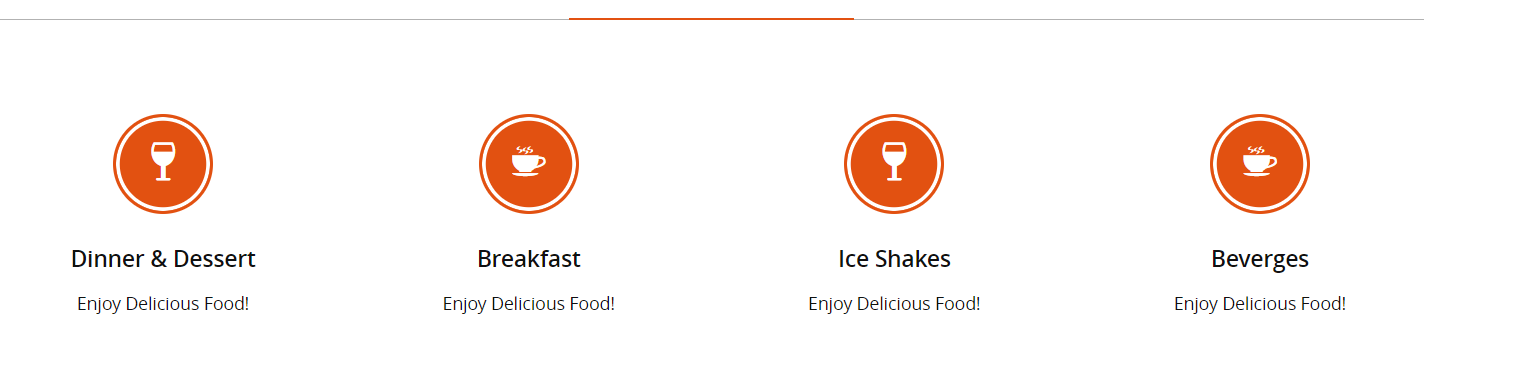 Dinner & Dessert
Enjoy Delicious Food!
Breakfast
Enjoy Delicious Food!
Ice Shakes
Enjoy Delicious Food!
Beverges
Enjoy Delicious Food!